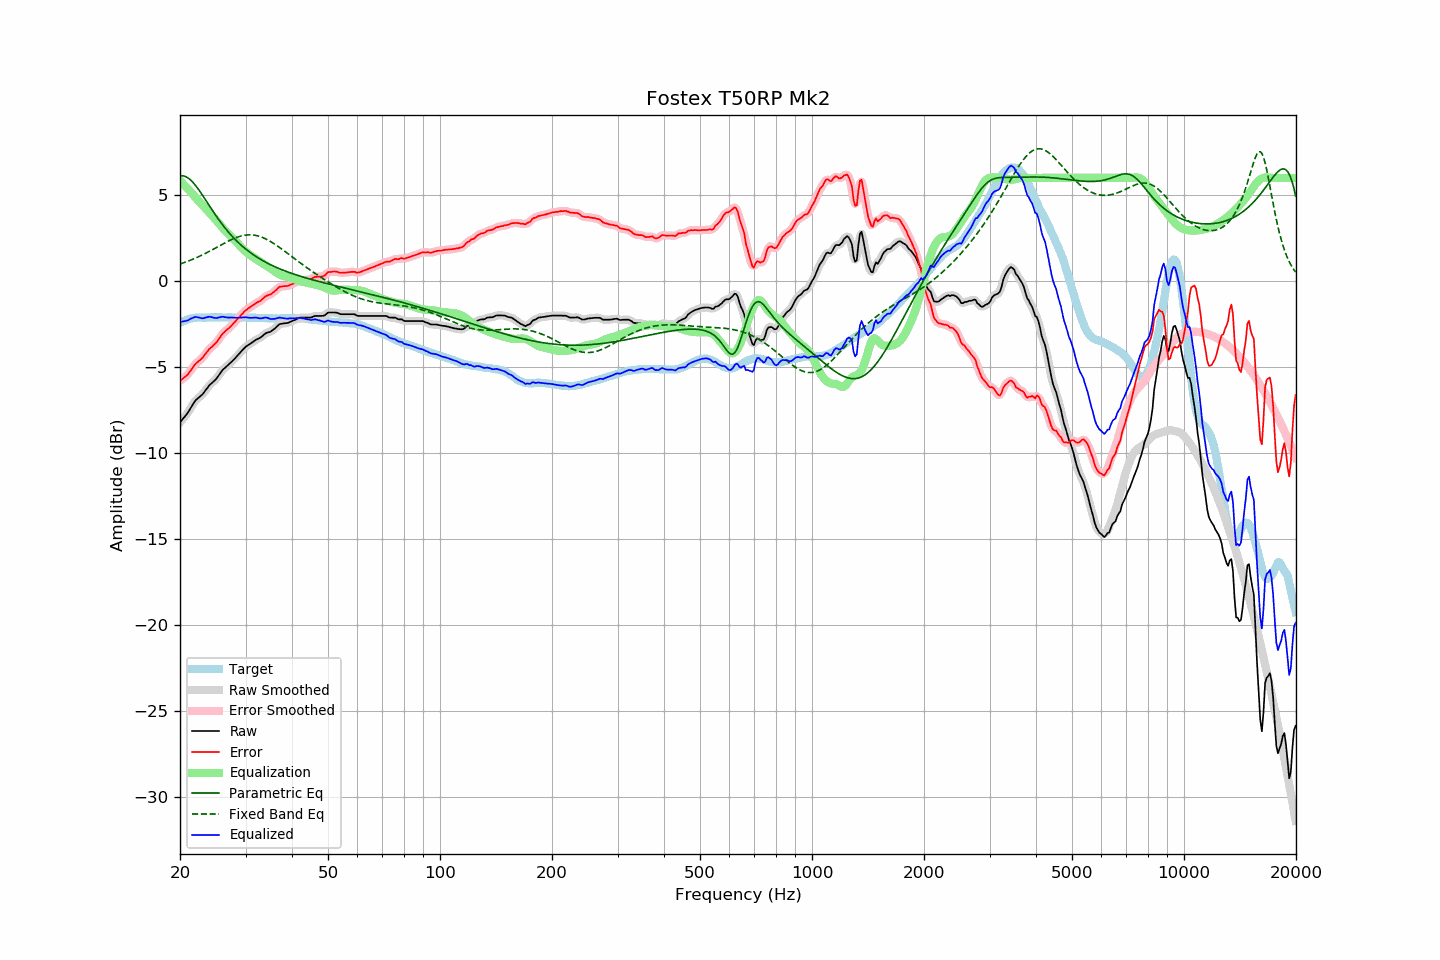 Fostex T50RP Mk2
Amplitude (dBr)
5
0
−5
−10
−15
−20
−25
−30
Target
Raw Smoothed
Error Smoothed
Raw
Error
Equalization
Parametric Eq
Fixed Band Eq
Equalized
20 50 100 200 500 1000 2000 5000 10000 20000
Frequency (Hz)